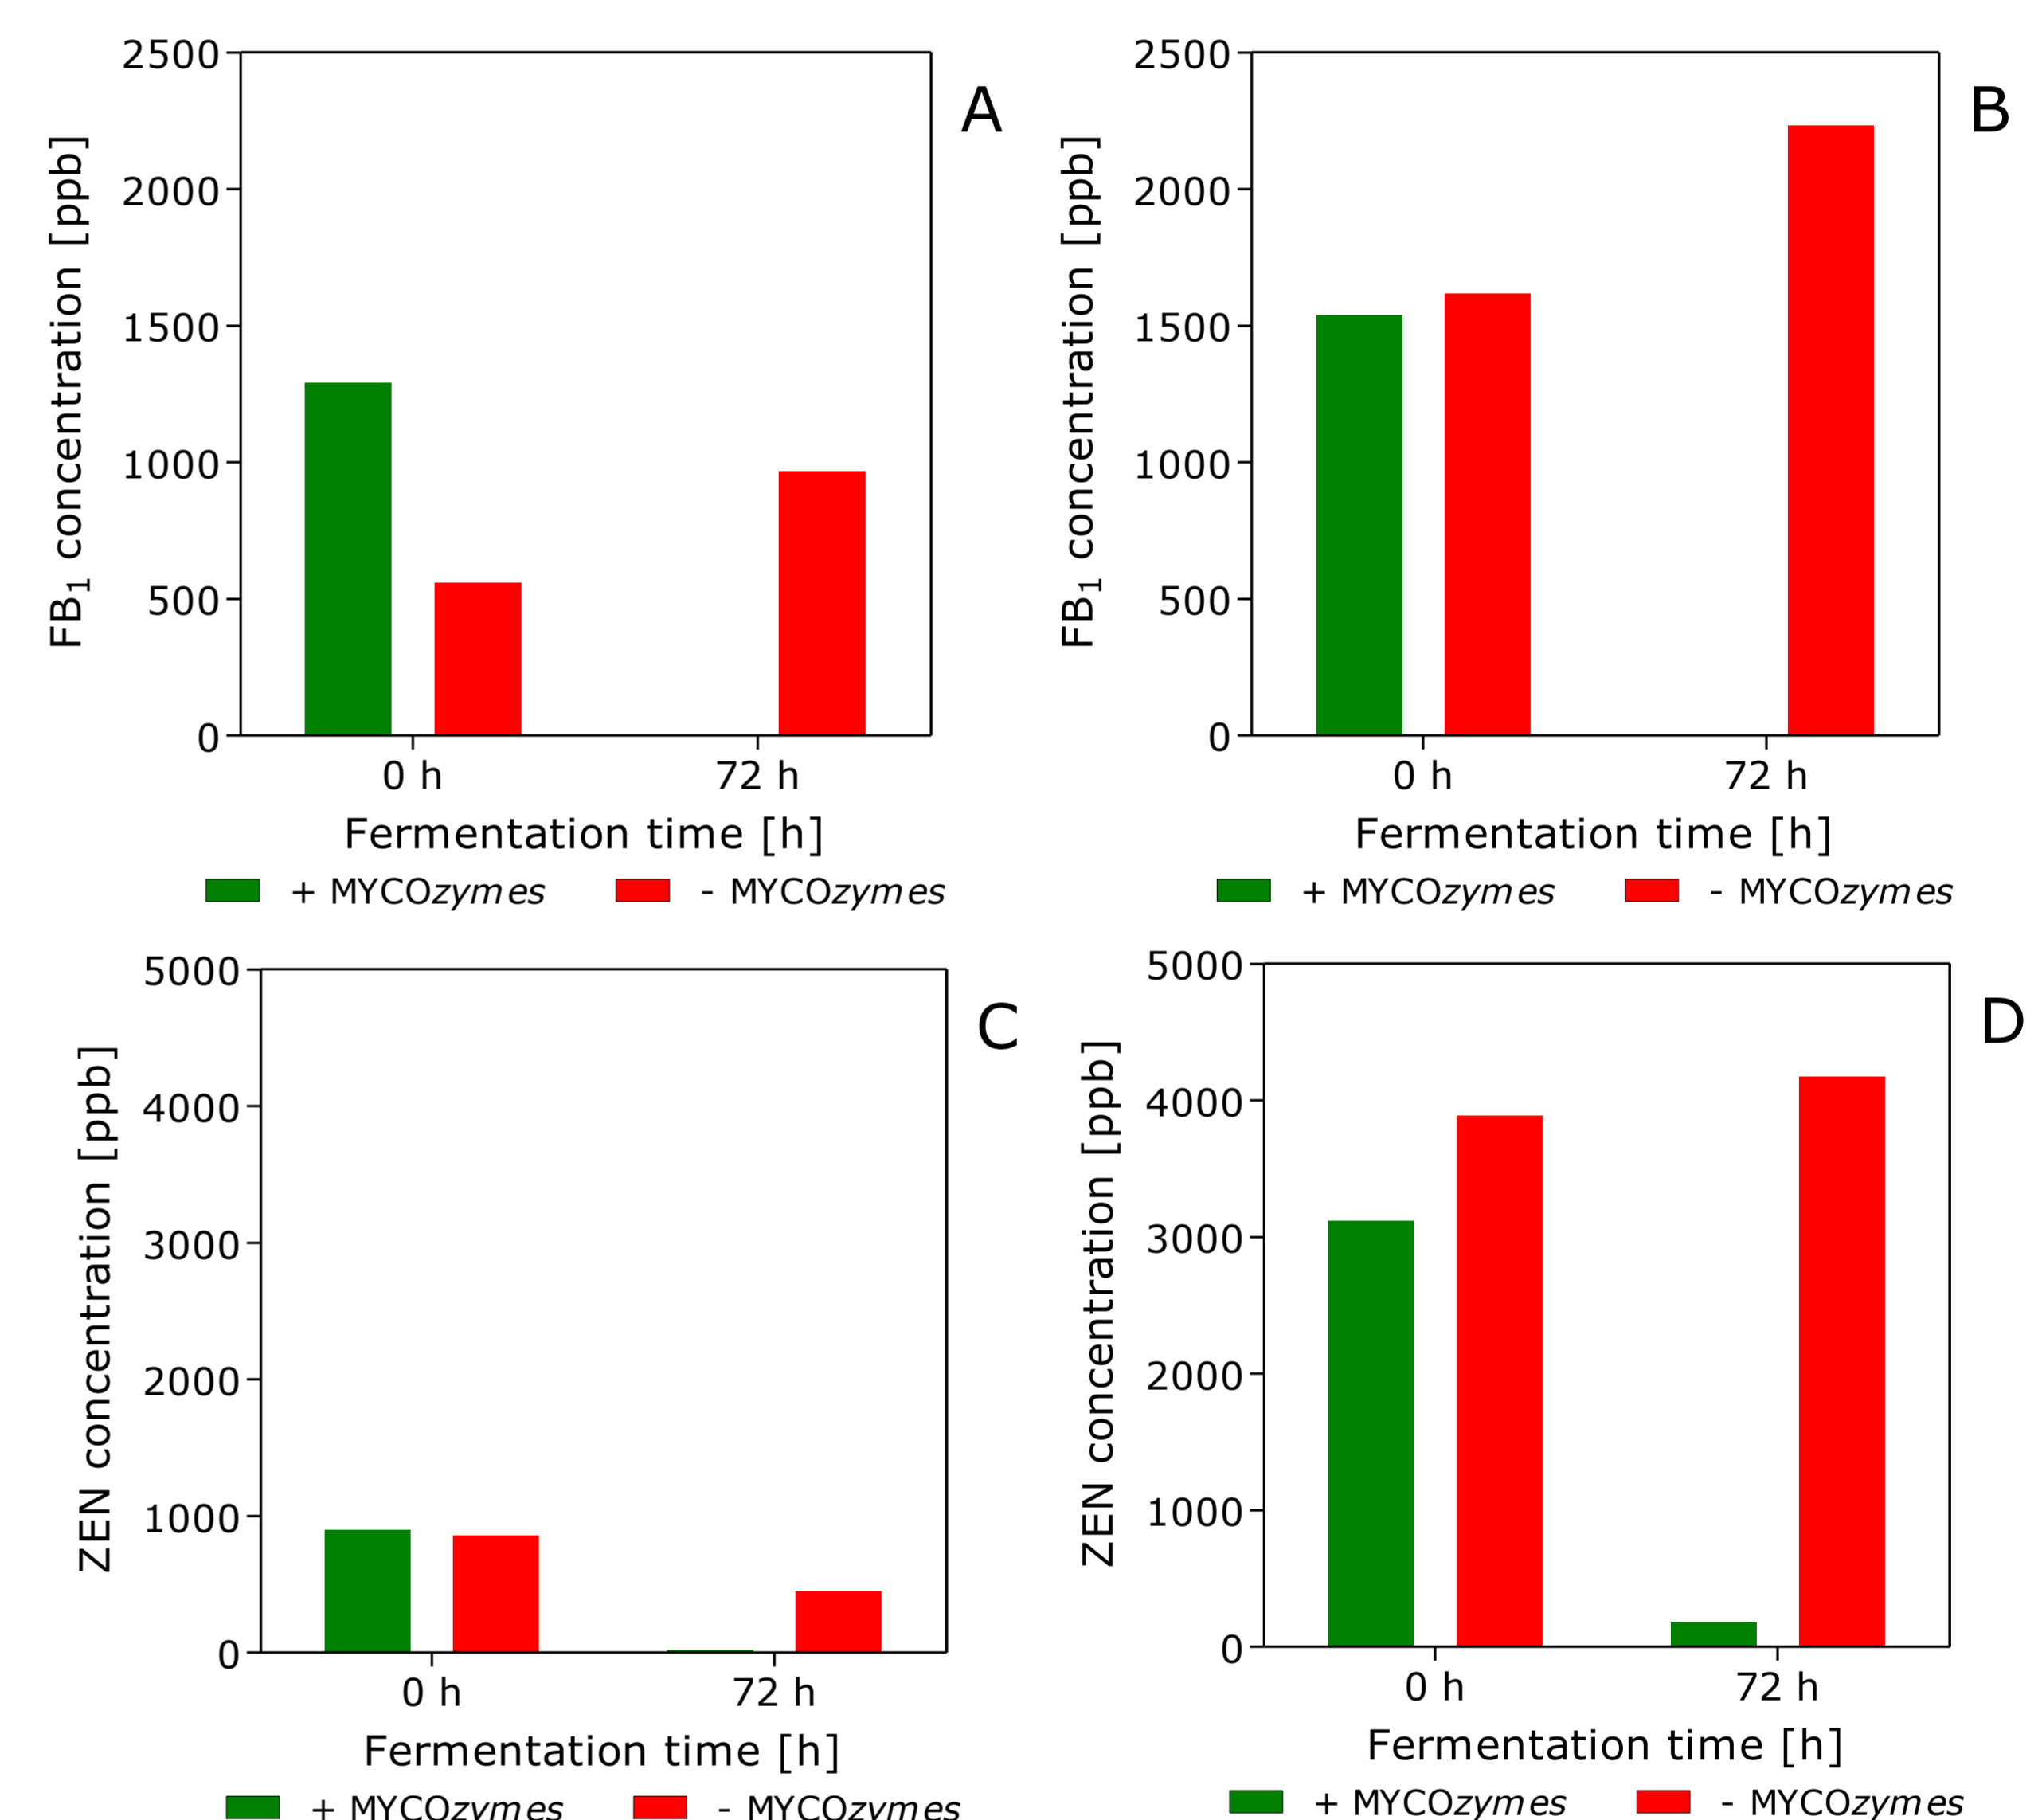 A
FB₁ concentration [ppb]
2500
2000
1500
1000
500
0
0 h 72 h
Fermentation time [h]
+ MYCOzymes - MYCOzymes
B
FB₁ concentration [ppb]
2500
2000
1500
1000
500
0
0 h 72 h
Fermentation time [h]
+ MYCOzymes - MYCOzymes
C
ZEN concentration [ppb]
5000
4000
3000
2000
1000
0
0 h 72 h
Fermentation time [h]
+ MYCOzymes - MYCOzymes
D
ZEN concentration [ppb]
5000
4000
3000
2000
1000
0
0 h 72 h
Fermentation time [h]
+ MYCOzymes - MYCOzymes